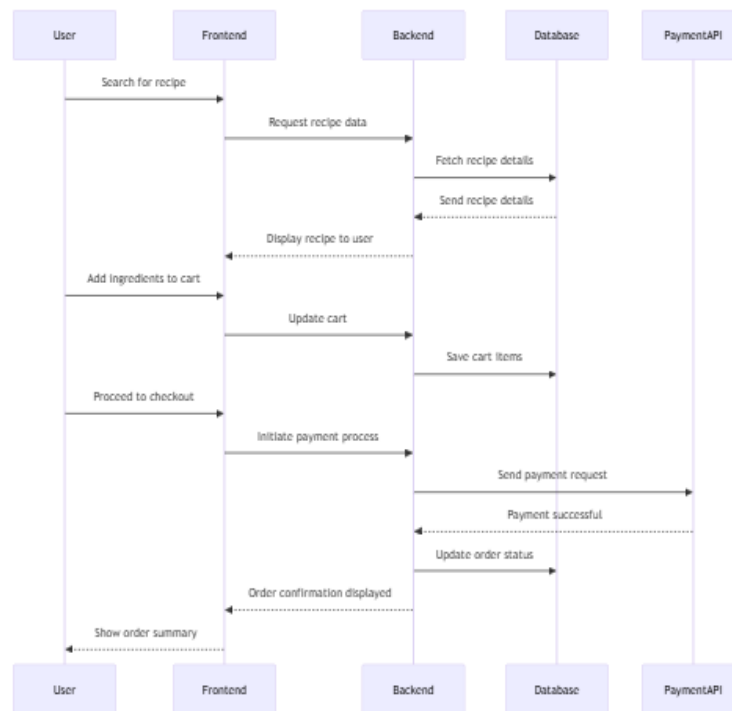 User
Frontend
Backend
Database
PaymentAPI
Search for recipe
Request recipe data
Fetch recipe details
Send recipe details
Display recipe to user
Add ingredients to cart
Update cart
Save cart items
Proceed to checkout
Initiate payment process
Send payment request
Payment successful
Update order status
Order confirmation displayed
Show order summary
User
Frontend
Backend
Database
PaymentAPI